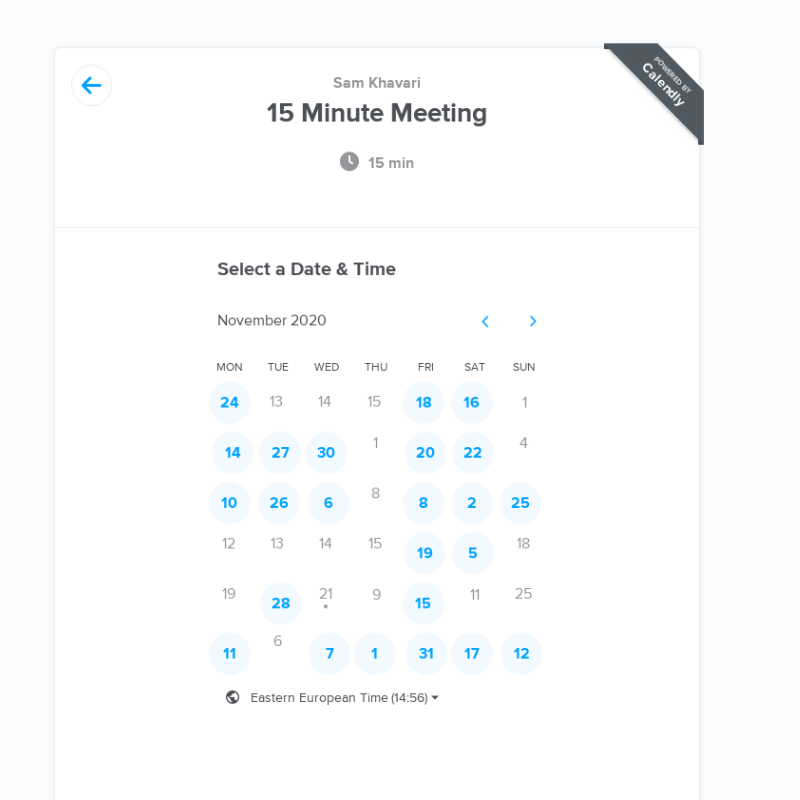 POWERED BY
Calendly
Sam Khavari
15 Minute Meeting
15 min
Select a Date & Time
November 2020
MON TUE WED THU FRI SAT SUN
24 13 14 15 18 16 1
14 27 30 1 20 22 4
10 26 6 8 8 2 25
12 13 14 15 19 5 18
19 28 21 9 15 11 25
11 6 7 1 31 17 12
Eastern European Time (14:56)